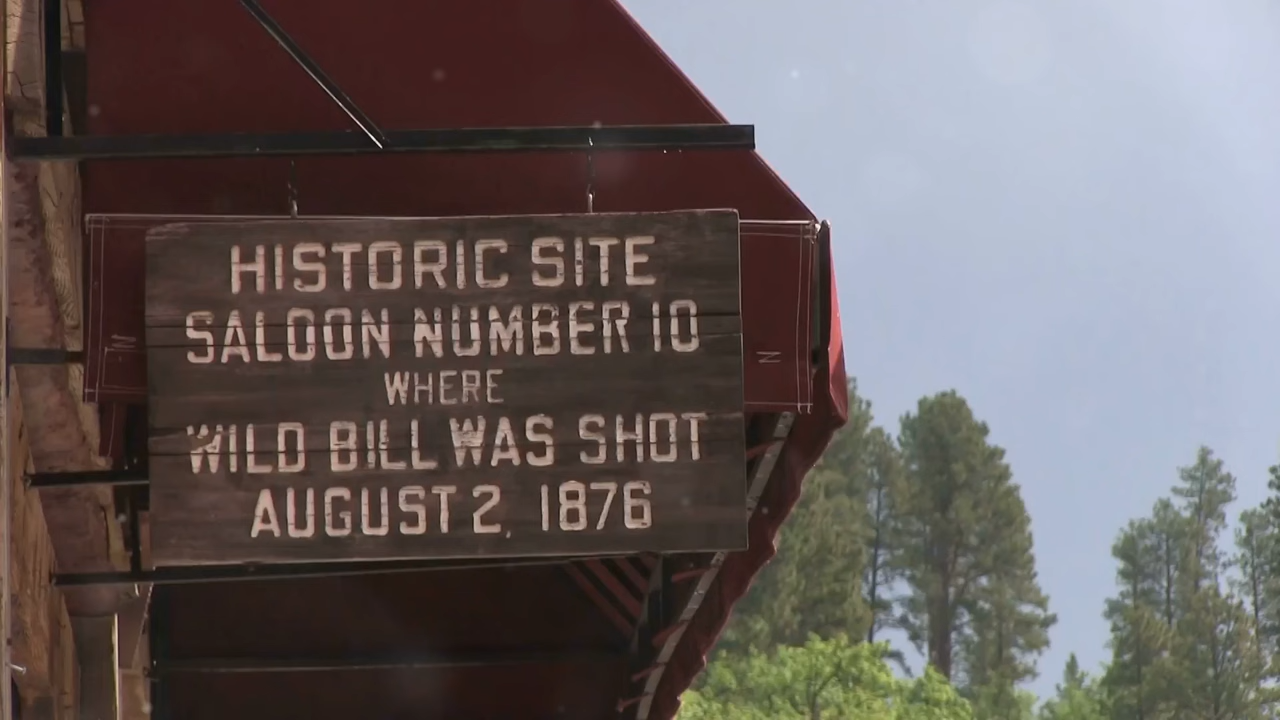 HISTORIC SITE
SALOON NUMBER 10
WHERE
WILD BILL WAS SHOT
AUGUST 2, 1876